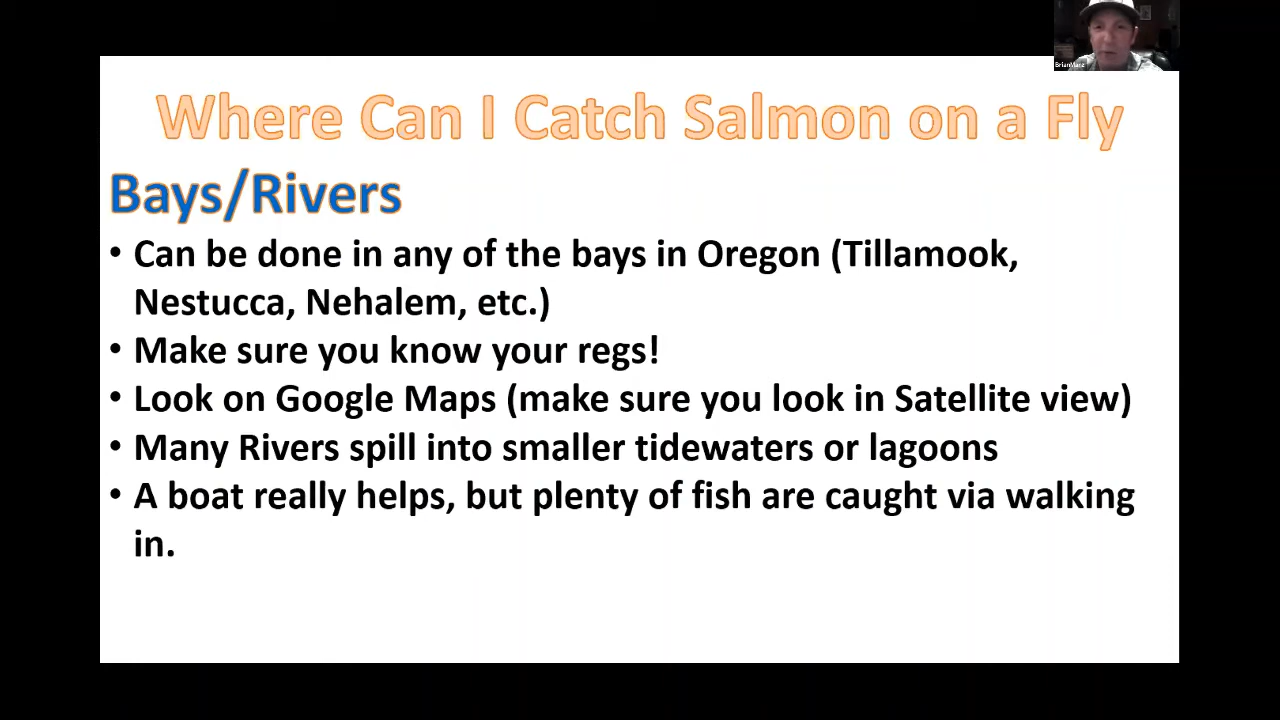 BrianMarz
Where Can I Catch Salmon on a Fly
Bays/Rivers
• Can be done in any of the bays in Oregon (Tillamook,
Nestucca, Nehalem, etc.)
• Make sure you know your regs!
• Look on Google Maps (make sure you look in Satellite view)
• Many Rivers spill into smaller tidewaters or lagoons
• A boat really helps, but plenty of fish are caught via walking
in.